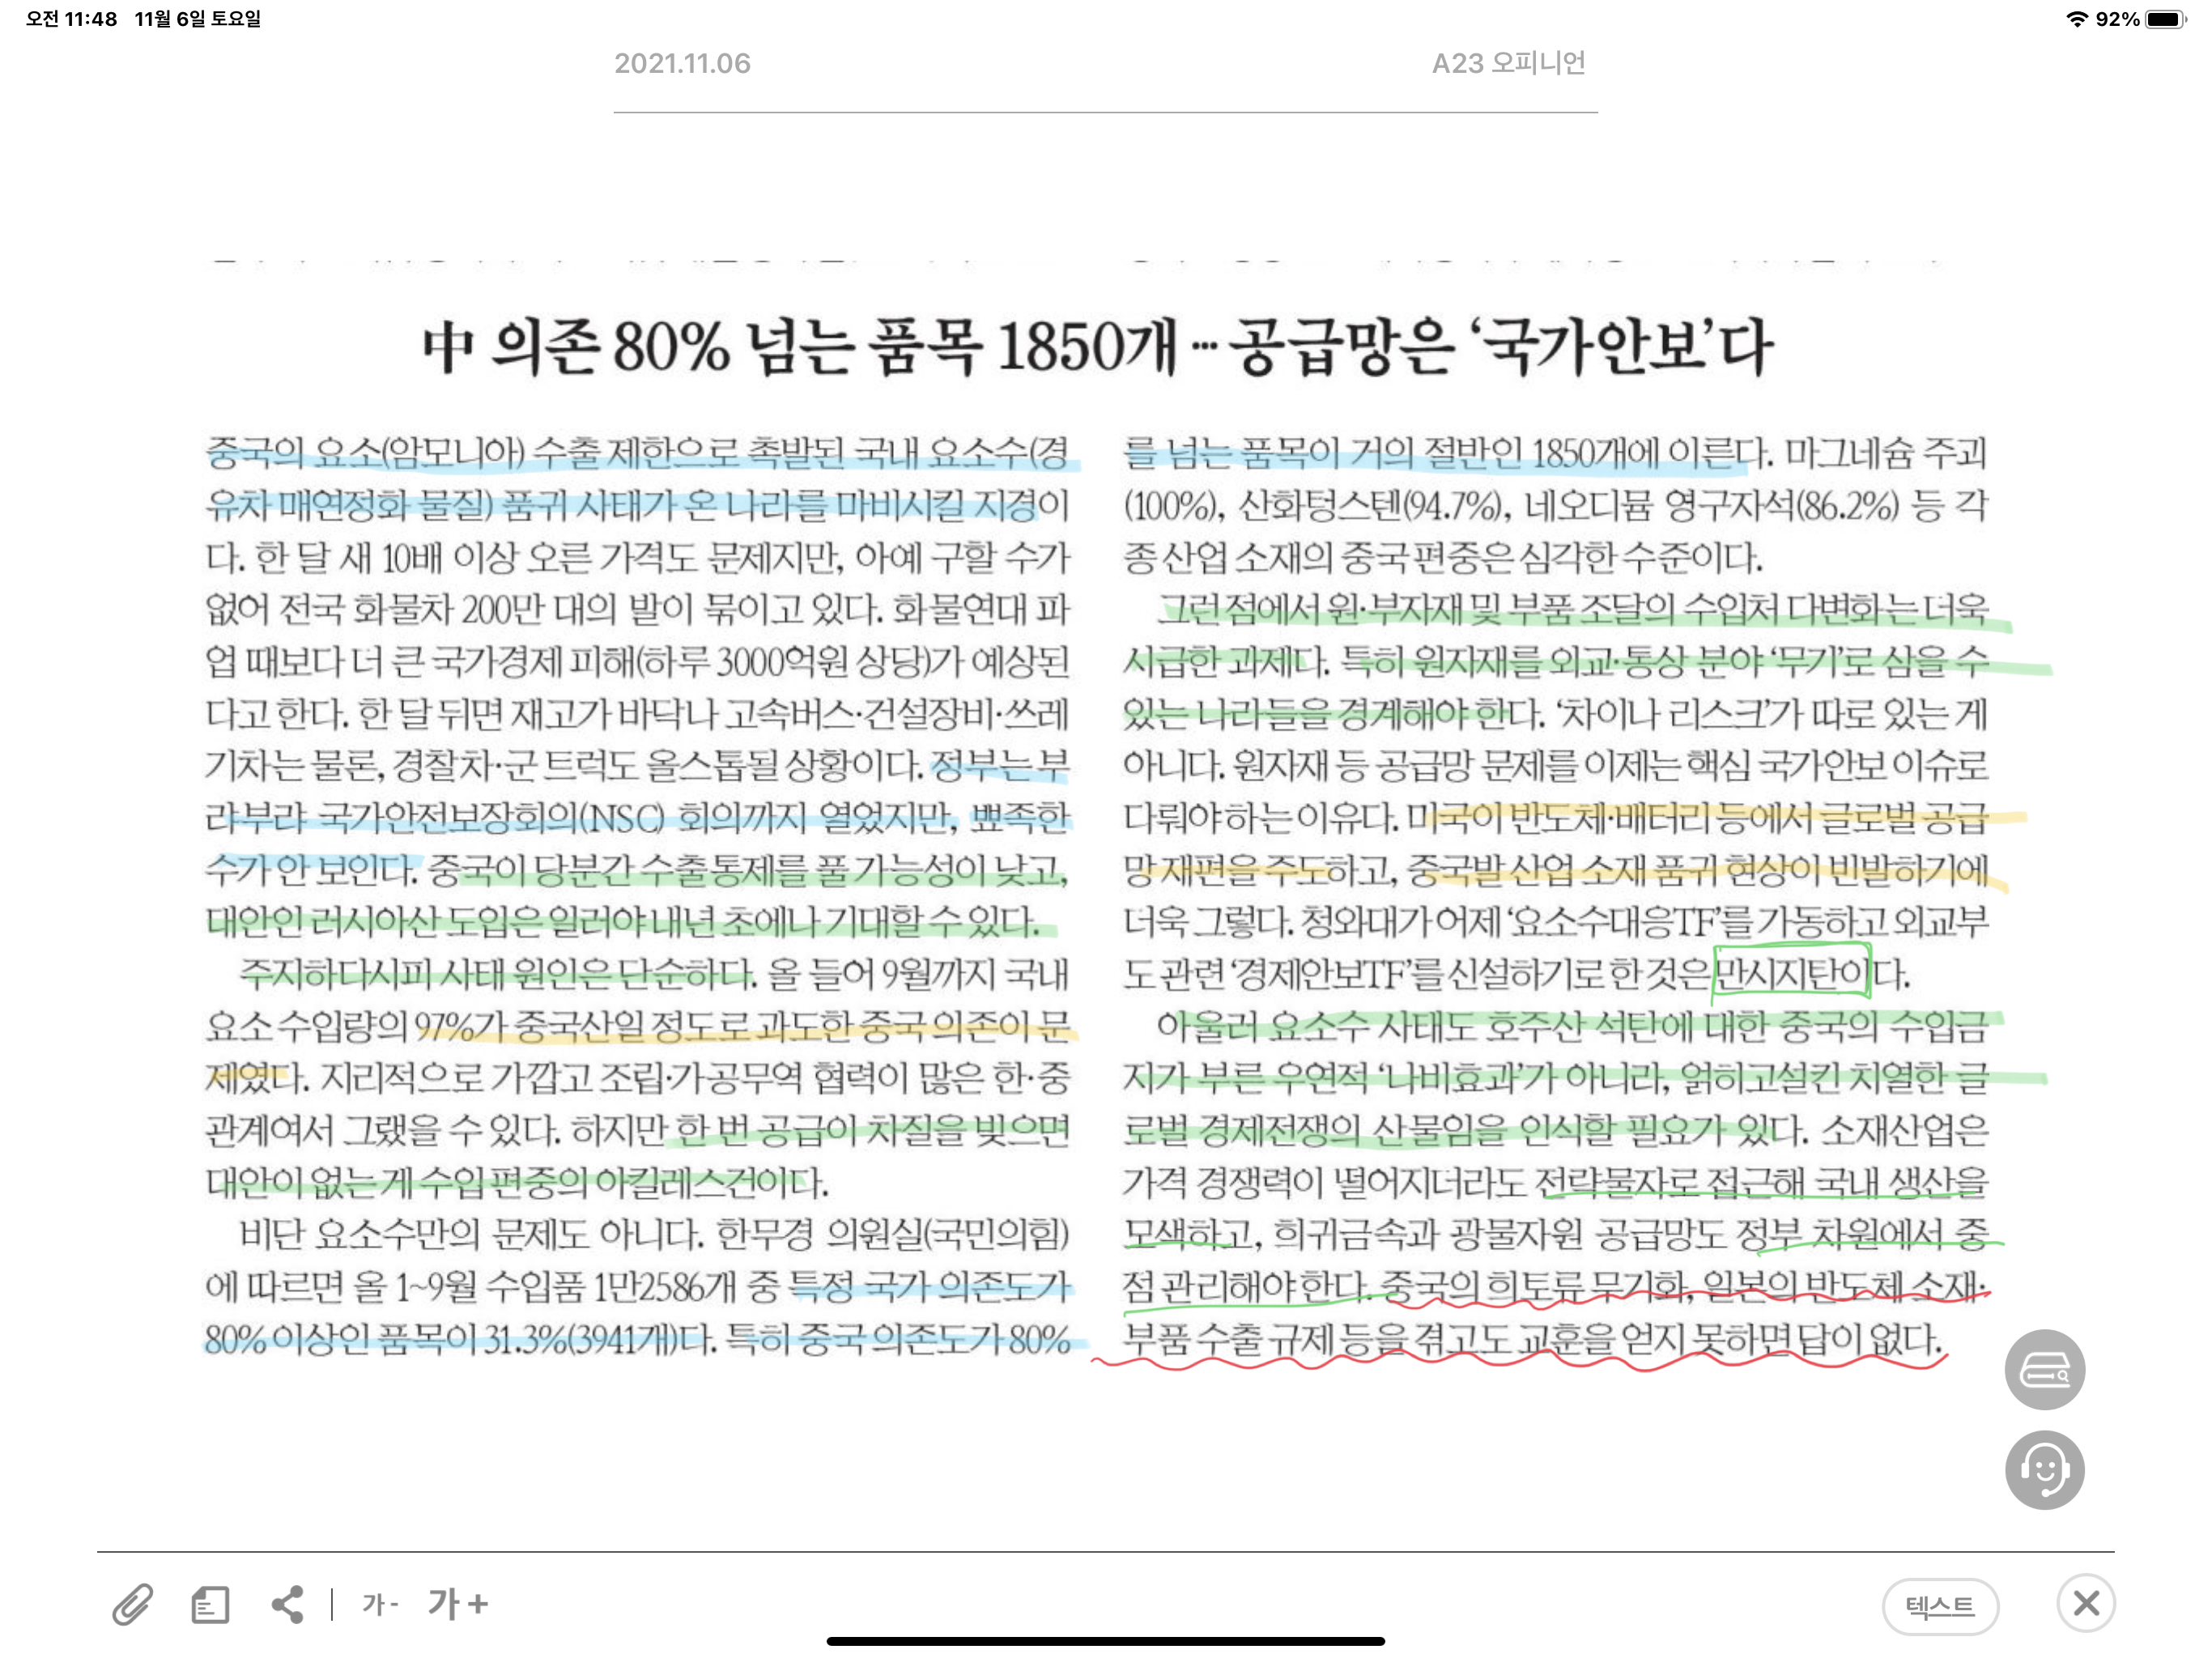 오전 11:48 11월 6일 토요일
92%
2021.11.06
A23 오피니언
中 의존 80% 넘는 품목 1850개…공급망은 ‘국가안보’다
중국의 요소(암모니아) 수출 제한으로 촉발된 국내 요소수(경
유차 매연정화 물질) 품귀 사태가 온 나라를 마비시킬 지경이
다. 한 달 새 10배 이상 오른 가격도 문제지만, 아예 구할 수가
없어 전국 화물차 200만 대의 발이 묶이고 있다. 화물연대 파
업 때보다 더 큰 국가경제 피해(하루 3000억원 상당)가 예상된
다고 한다. 한 달 뒤면 재고가 바닥나 고속버스·건설장비·쓰레
기차는 물론, 경찰차·군 트럭도 올스톱될 상황이다. 정부는 부
랴부랴 국가안전보장회의(NSC) 회의까지 열었지만, 뾰족한
수가 안 보인다. 중국이 당분간 수출통제를 풀 가능성이 낮고,
대안인 러시아산 도입은 일러야 내년 초에나 기대할 수 있다.
주지하다시피 사태 원인은 단순하다. 올 들어 9월까지 국내
요소 수입량의 97%가 중국산일 정도로 과도한 중국 의존이 문
제였다. 지리적으로 가깝고 조립·가공무역 협력이 많은 한·중
관계여서 그랬을 수 있다. 하지만 한 번 공급이 차질을 빚으면
대안이 없는 게 수입 편중의 아킬레스건이다.
비단 요소수만의 문제도 아니다. 한무경 의원실(국민의힘)
에 따르면 올 1~9월 수입품 1만2586개 중 특정 국가 의존도가
80% 이상인 품목이 31.3%(3941개)다. 특히 중국 의존도가 80%
를 넘는 품목이 거의 절반인 1850개에 이른다. 마그네슘 주괴
(100%), 산화텅스텐(94.7%), 네오디뮴 영구자석(86.2%) 등 각
종 산업 소재의 중국 편중은 심각한 수준이다.
그런 점에서 원·부자재 및 부품 조달의 수입처 다변화는 더욱
시급한 과제다. 특히 원자재를 외교·통상 분야 ‘무기’로 삼을 수
있는 나라들을 경계해야 한다. ‘차이나 리스크’가 따로 있는 게
아니다. 원자재 등 공급망 문제를 이제는 핵심 국가안보 이슈로
다뤄야 하는 이유다. 미국이 반도체·배터리 등에서 글로벌 공급
망 재편을 주도하고, 중국발 산업 소재 품귀 현상이 빈발하기에
더욱 그렇다. 청와대가 어제 ‘요소수대응TF’를 가동하고 외교부
도 관련 ‘경제안보TF’를 신설하기로 한 것은 만시지탄이다.
아울러 요소수 사태도 호주산 석탄에 대한 중국의 수입금
지가 부른 우연적 ‘나비효과’가 아니라, 얽히고설킨 치열한 글
로벌 경제전쟁의 산물임을 인식할 필요가 있다. 소재산업은
가격 경쟁력이 떨어지더라도 전략물자로 접근해 국내 생산을
모색하고, 희귀금속과 광물자원 공급망도 정부 차원에서 중
점 관리해야 한다. 중국의 희토류 무기화, 일본의 반도체 소재·
부품 수출 규제 등을 겪고도 교훈을 얻지 못하면 답이 없다.
가- 가+
텍스트